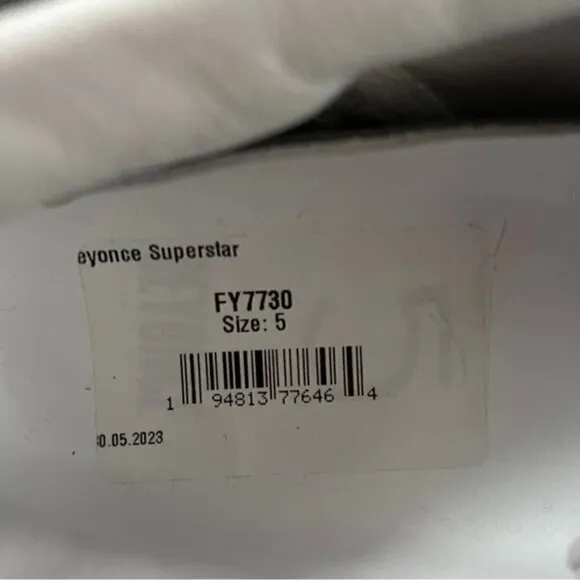 eyonce Superstar
FY7730
Size: 5
1 94813 77646 4
0.05.2023